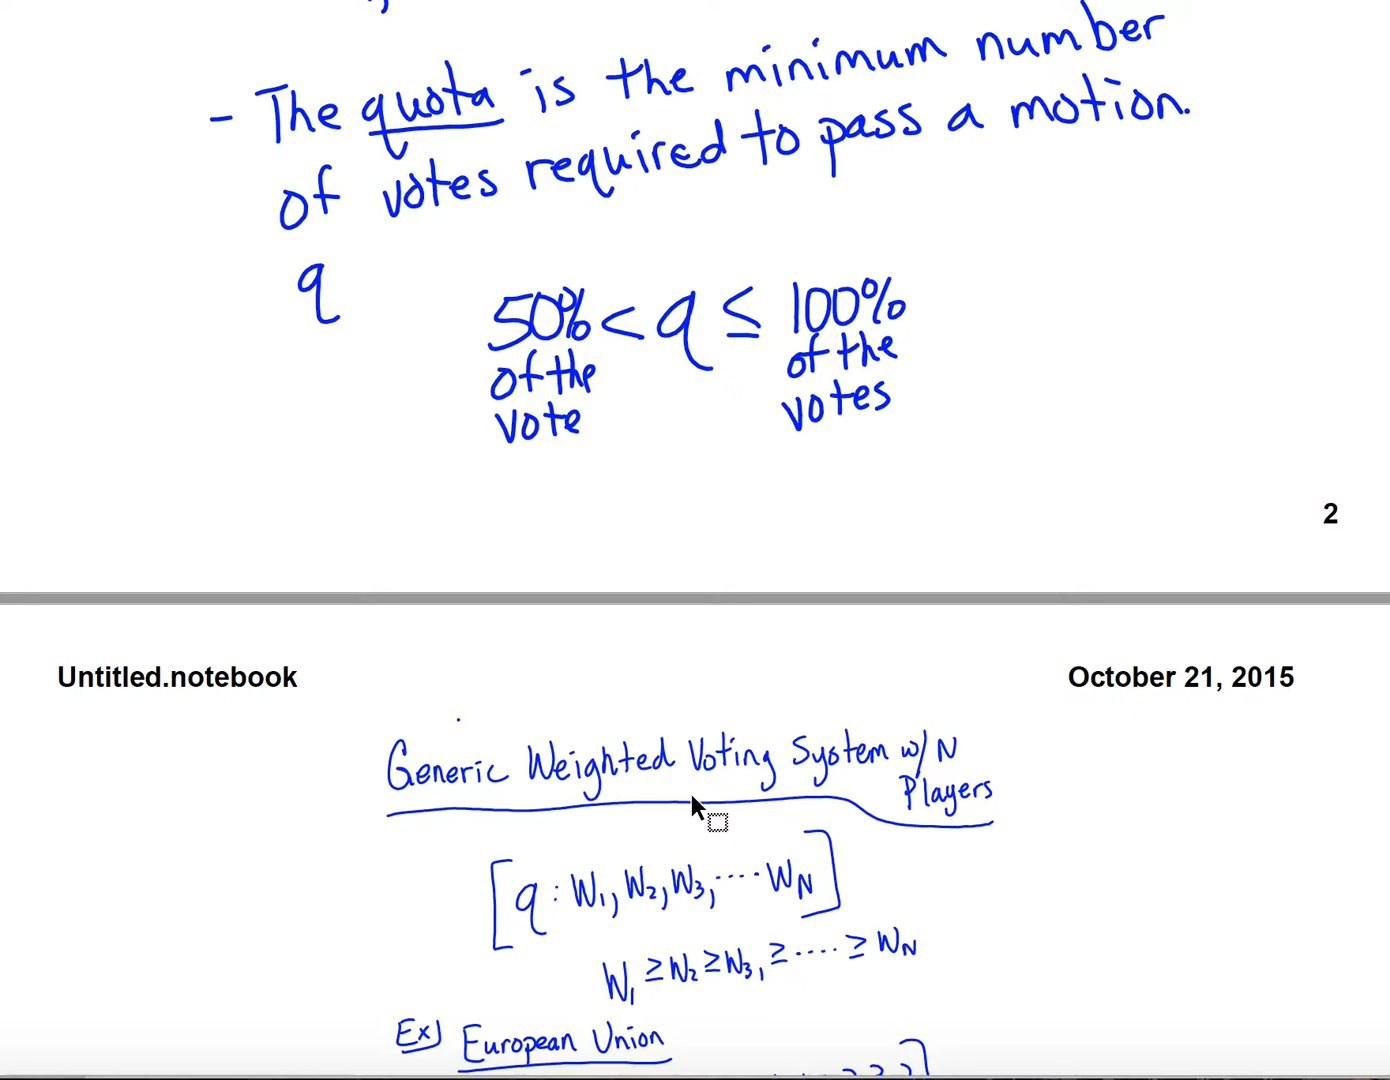 - The quota is the minimum number
of votes required to pass a motion.
q
50% < q ≤ 100%
of the of the
vote votes
2
Untitled.notebook October 21, 2015
Generic Weighted Voting System w/ N
Players
[q : W₁, W₂, W₃, .... W_N]
W₁ ≥ W₂ ≥ W₃, ≥ .... ≥ W_N
Ex) European Union